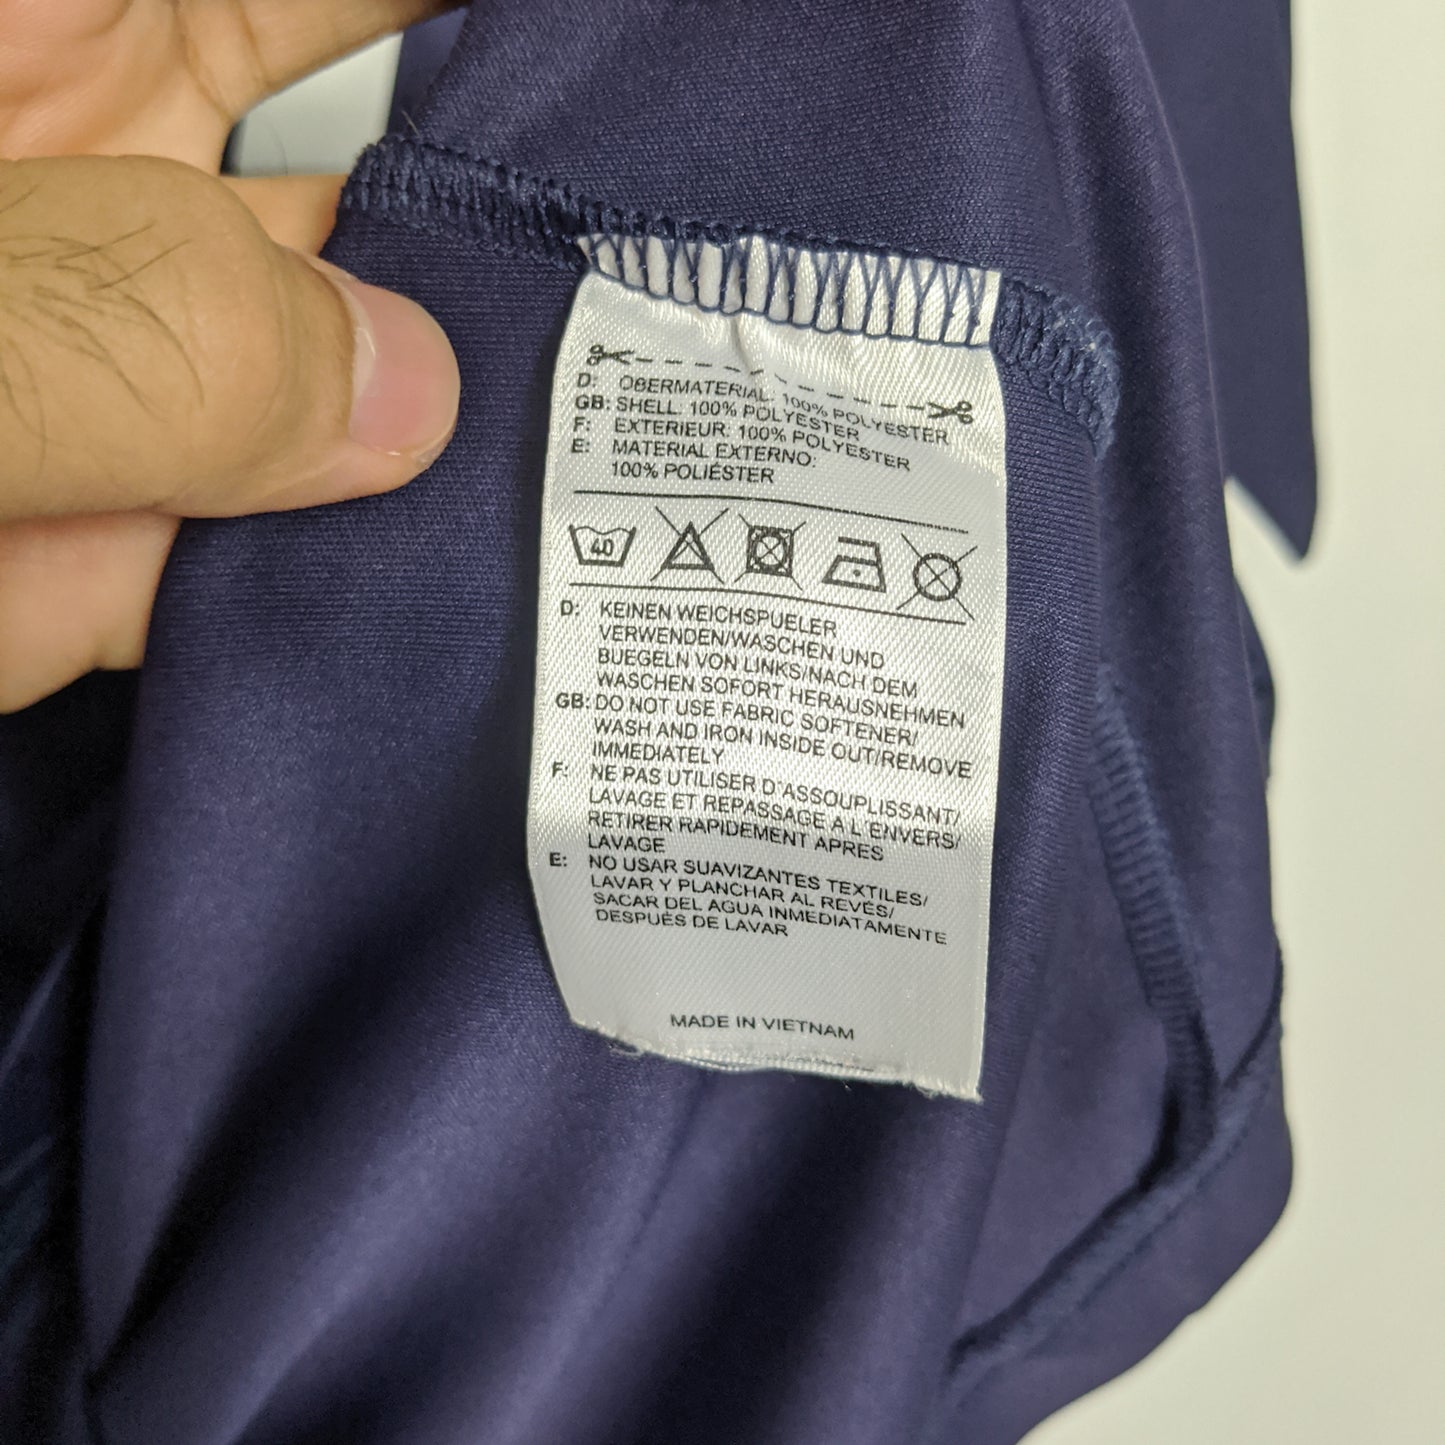 D: OBERMATERIAL: 100% POLYESTER
GB: SHELL: 100% POLYESTER
F: EXTERIEUR: 100% POLYESTER
E: MATERIAL EXTERNO:
100% POLIÉSTER
40
D: KEINEN WEICHSPUELER
VERWENDEN/WASCHEN UND
BUEGELN VON LINKS/NACH DEM
WASCHEN SOFORT HERAUSNEHMEN
GB: DO NOT USE FABRIC SOFTENER/
WASH AND IRON INSIDE OUT/REMOVE
IMMEDIATELY
F: NE PAS UTILISER D'ASSOUPLISSANT/
LAVAGE ET REPASSAGE A L'ENVERS/
RETIRER RAPIDEMENT APRES
LAVAGE
E: NO USAR SUAVIZANTES TEXTILES/
LAVAR Y PLANCHAR AL REVÉS/
SACAR DEL AGUA INMEDIATAMENTE
DESPUÉS DE LAVAR
MADE IN VIETNAM